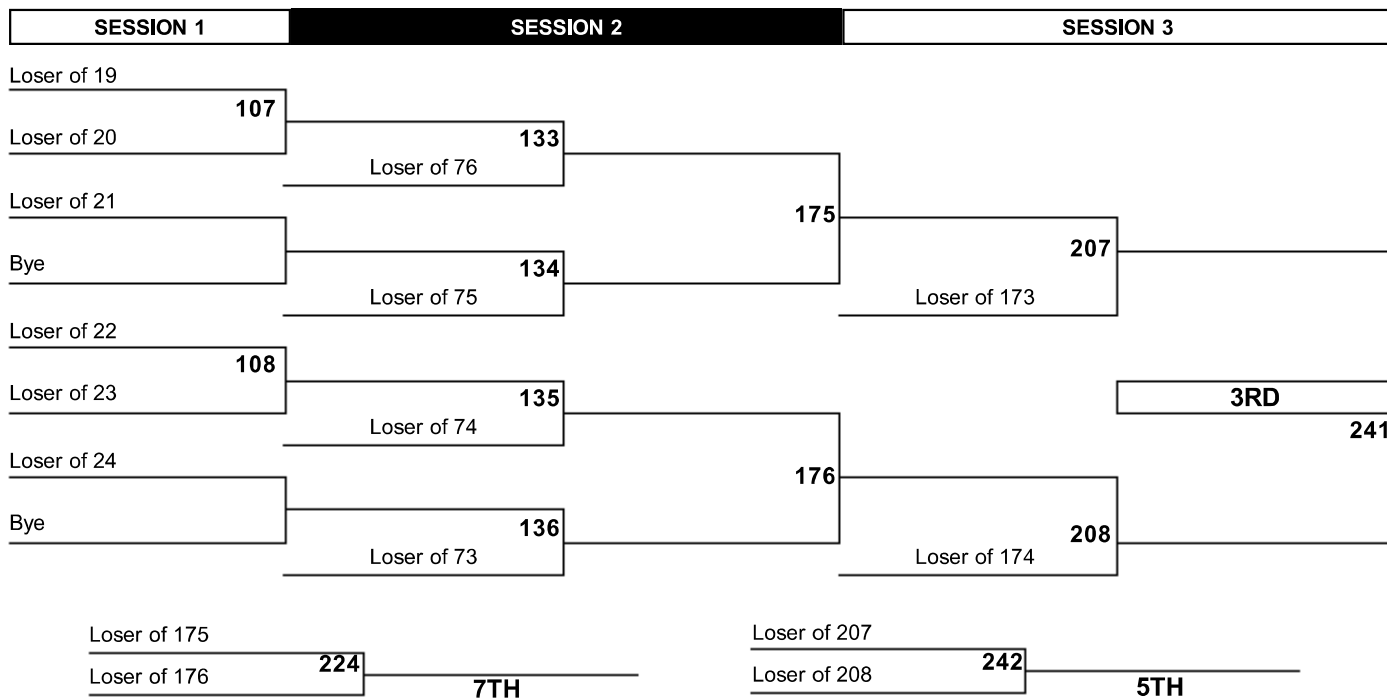 SESSION 1 SESSION 2 SESSION 3
Loser of 19
107
Loser of 20
133
Loser of 76
Loser of 21
175
207
Bye
134
Loser of 75
Loser of 173
Loser of 22
108
Loser of 23
135
3RD
Loser of 74
241
Loser of 24
176
Bye
136
208
Loser of 73
Loser of 174
Loser of 175
224
Loser of 176
7TH
Loser of 207
242
Loser of 208
5TH